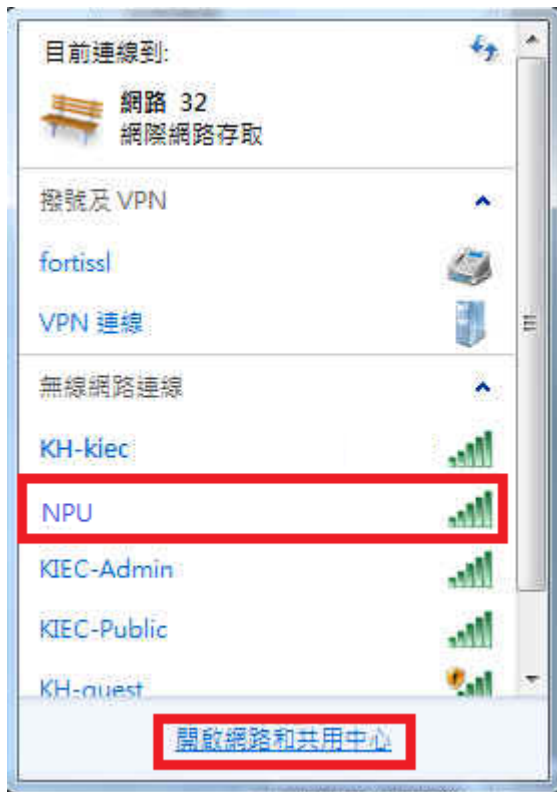 目前連線到:
網路 32
網際網路存取
撥號及 VPN
fortissl
VPN 連線
無線網路連線
KH-kiec
NPU
KIEC-Admin
KIEC-Public
KH-guest
開啟網路和共用中心